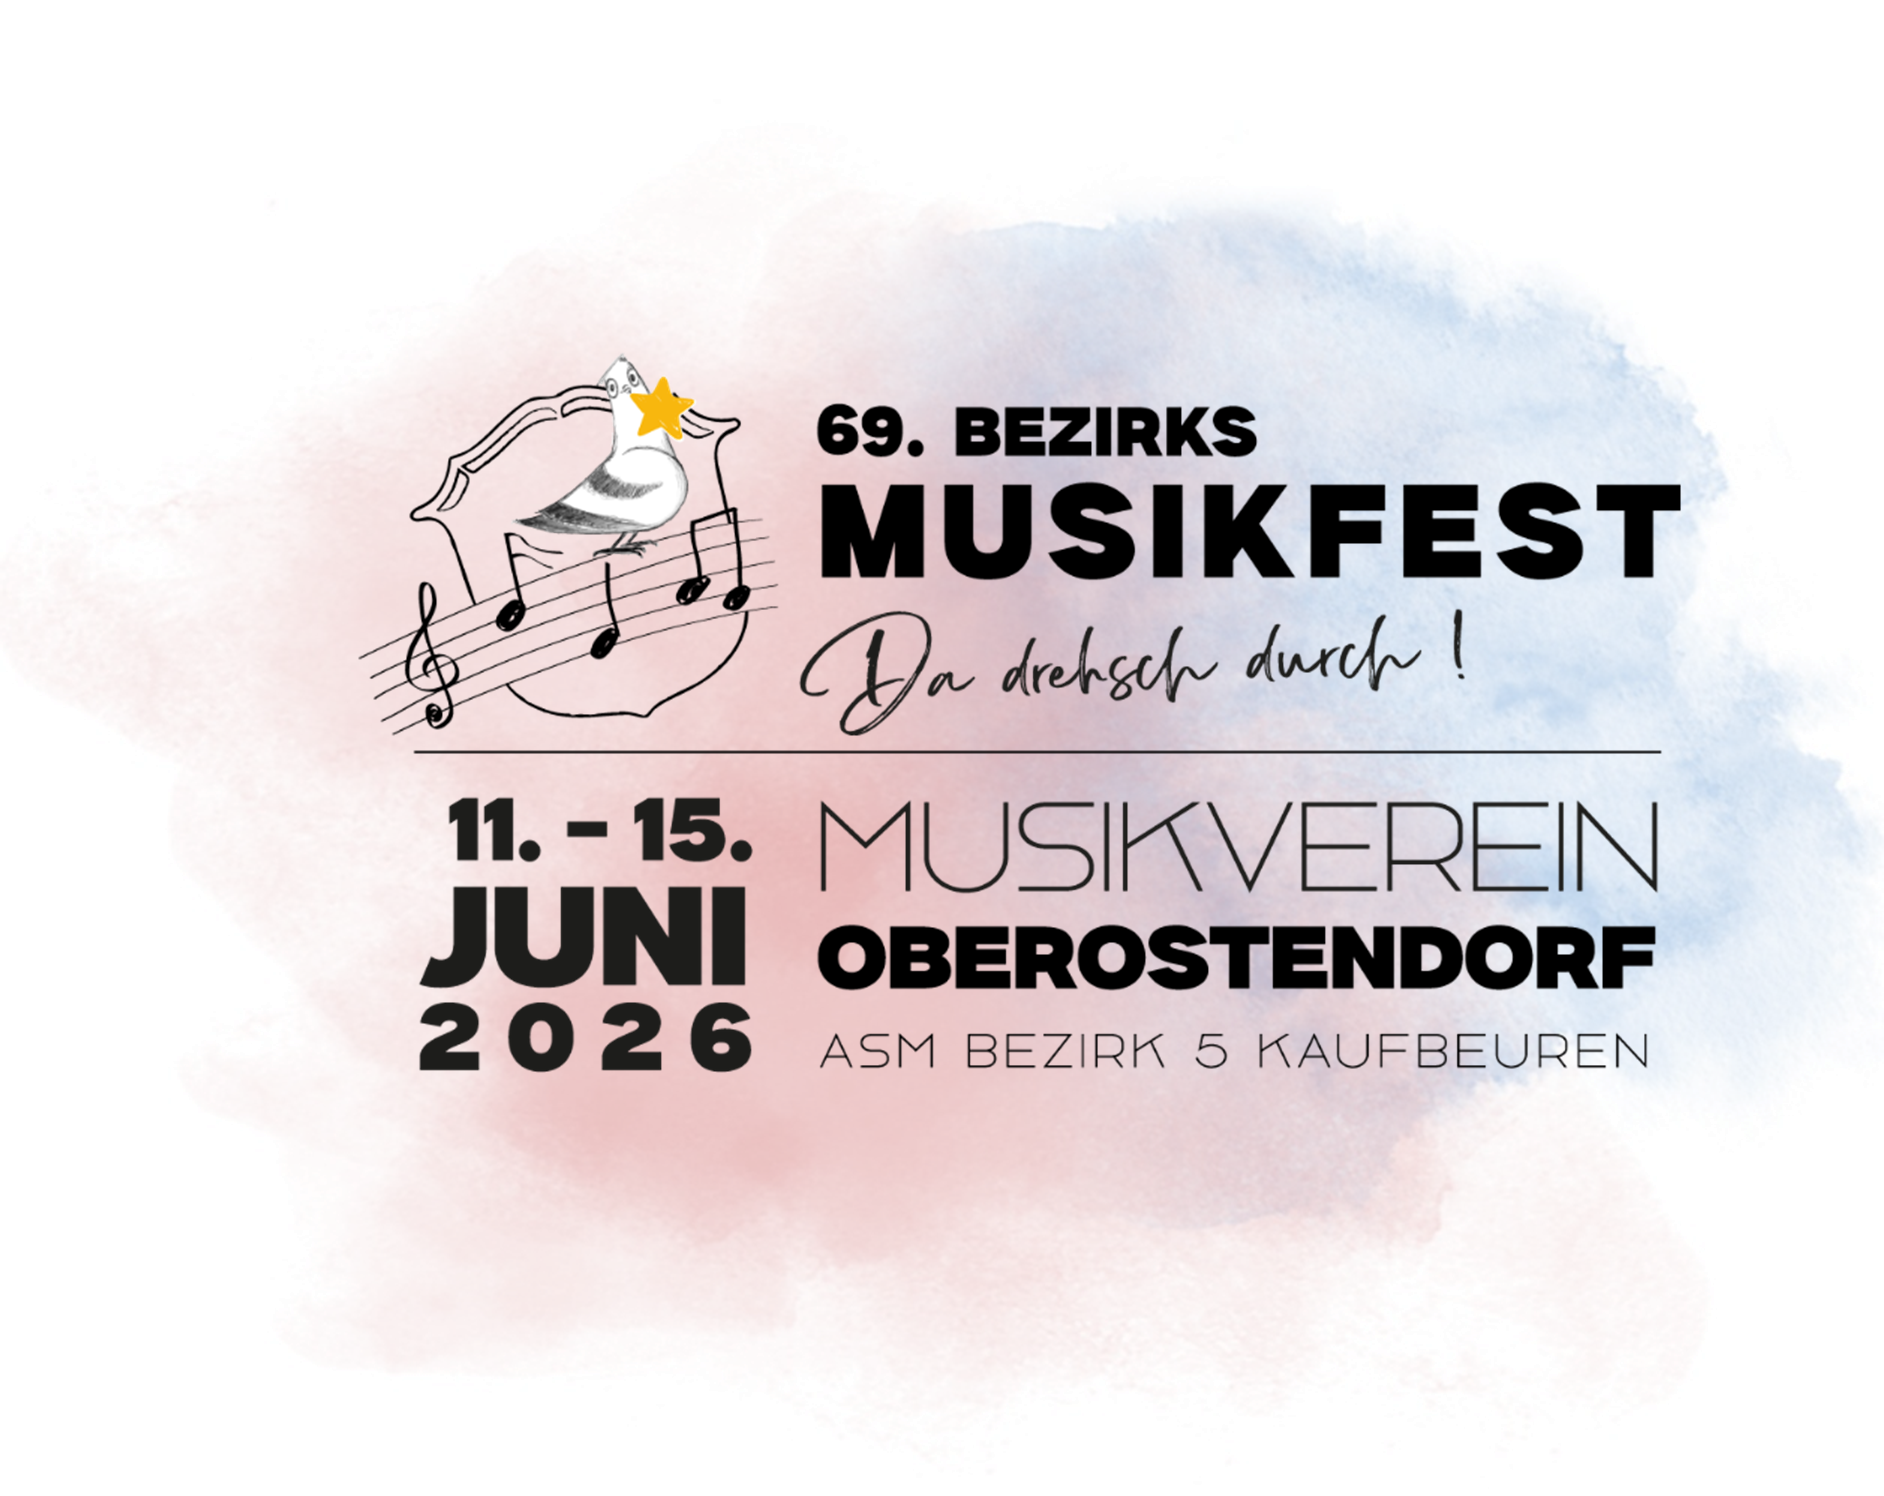 69. BEZIRKS
MUSIKFEST
Da drehsch durch !
11. – 15.
JUNI
2026
MUSIKVEREIN
OBEROSTENDORF
ASM BEZIRK 5 KAUFBEUREN